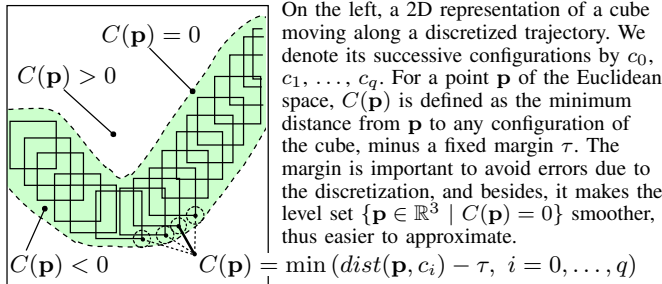 On the left, a 2D representation of a cube
moving along a discretized trajectory. We
denote its successive configurations by c₀,
c₁, . . . , c_q. For a point p of the Euclidean
space, C(p) is defined as the minimum
distance from p to any configuration of
the cube, minus a fixed margin τ. The
margin is important to avoid errors due to
the discretization, and besides, it makes the
level set {p ∈ ℝ³ | C(p) = 0} smoother,
thus easier to approximate.
C(p) = 0
C(p) > 0
C(p) < 0
C(p) = min (dist(p, cᵢ) − τ, i = 0, . . . , q)